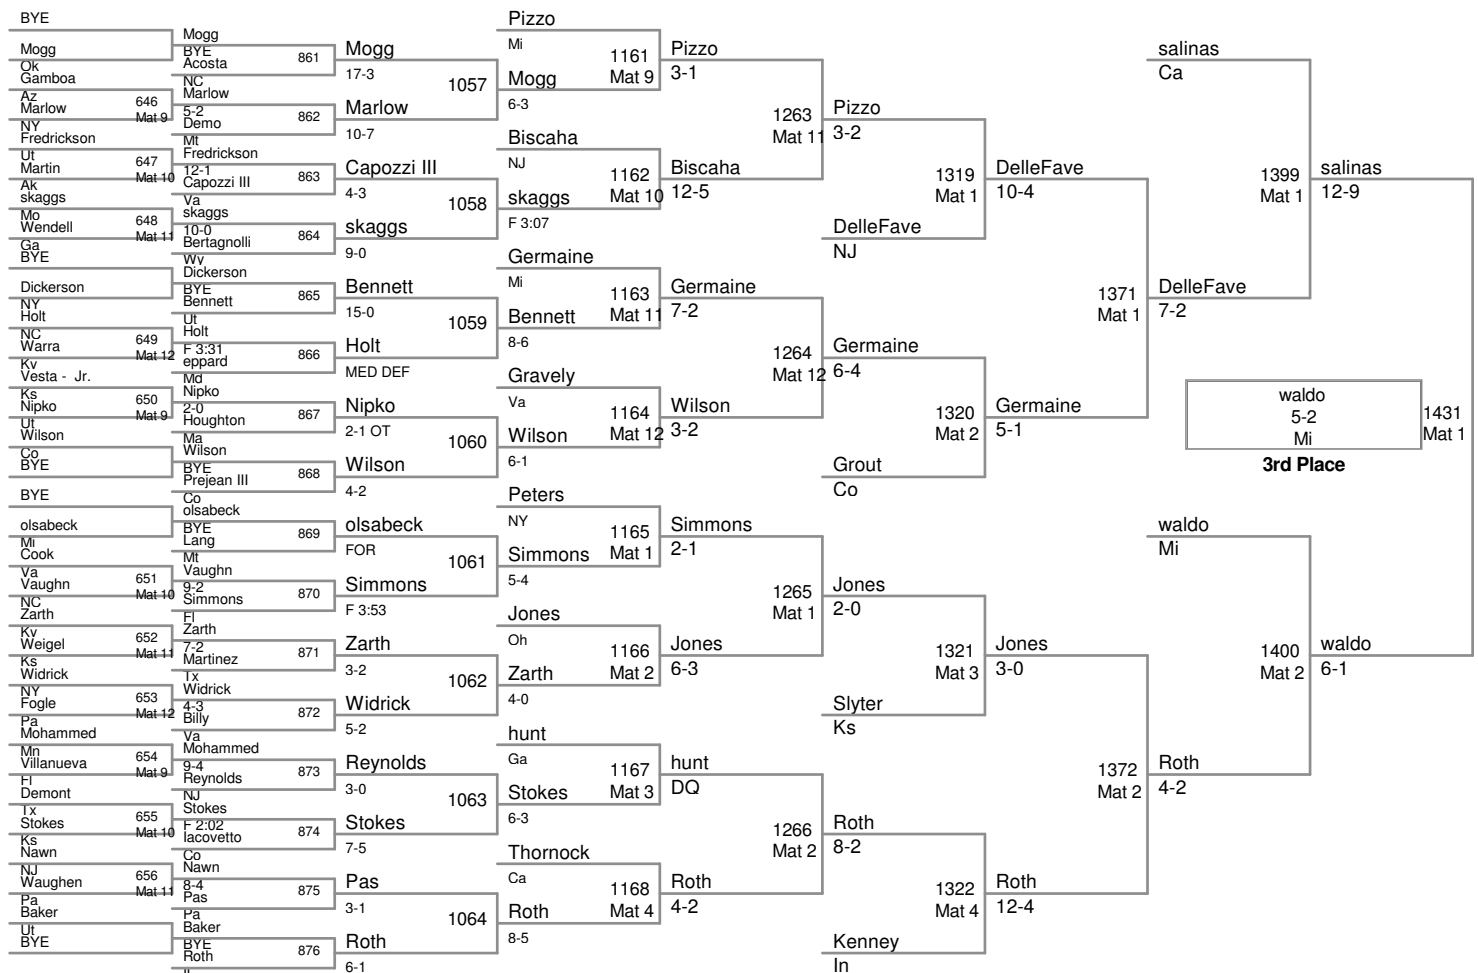 BYE
Mogg
Ok
Gamboa
Az
Marlow
646
Mat 9
NY
Fredrickson
Ut
Martin
647
Mat 10
Ak
skaggs
Mo
Wendell
648
Mat 11
Ga
BYE
Dickerson
NY
Holt
NC
Warra
649
Mat 12
Kv
Vesta - Jr.
Ks
Nipko
650
Mat 9
Ut
Wilson
Co
BYE
BYE
olsabeck
Mi
Cook
Va
Vaughn
651
Mat 10
NC
Zarth
Kv
Weigel
652
Mat 11
Ks
Widrick
NY
Fogle
653
Mat 12
Pa
Mohammed
Mn
Villanueva
654
Mat 9
Fl
Demont
Tx
Stokes
655
Mat 10
Ks
Nawn
NJ
Waughen
656
Mat 11
Pa
Baker
Ut
BYE
Mogg
BYE
Acosta
861
NC
Marlow
5-2
Demo
862
Mt
Fredrickson
12-1
Capozzi III
863
Va
skaggs
10-0
Bertagnolli
864
Wv
Dickerson
BYE
Bennett
865
Ut
Holt
F 3:31
eppard
866
Md
Nipko
2-0
Houghton
867
Ma
Wilson
BYE
Prejean III
868
Co
olsabeck
BYE
Lang
869
Mt
Vaughn
9-2
Simmons
870
Fl
Zarth
7-2
Martinez
871
Tx
Widrick
4-3
Billy
872
Va
Mohammed
9-4
Reynolds
873
NJ
Stokes
F 2:02
Iacovetto
874
Co
Nawn
8-4
Pas
875
Pa
Baker
BYE
Roth
876
Mogg
17-3
1057
Marlow
10-7
Capozzi III
4-3
1058
skaggs
9-0
Bennett
15-0
1059
Holt
MED DEF
Nipko
2-1 OT
1060
Wilson
4-2
olsabeck
FOR
1061
Simmons
F 3:53
Zarth
3-2
1062
Widrick
5-2
Reynolds
3-0
1063
Stokes
7-5
Pas
3-1
1064
Roth
6-1
Pizzo
Mi
1161
Mat 9
Mogg
6-3
Biscaha
NJ
1162
Mat 10
skaggs
F 3:07
Germaine
Mi
1163
Mat 11
Bennett
8-6
Gravely
Va
1164
Mat 12
Wilson
6-1
Peters
NY
1165
Mat 1
Simmons
5-4
Jones
Oh
1166
Mat 2
Zarth
4-0
hunt
Ga
1167
Mat 3
Stokes
6-3
Thornock
Ca
1168
Mat 4
Roth
8-5
Pizzo
3-1
1263
Mat 11
Biscaha
12-5
Germaine
7-2
1264
Mat 12
Wilson
3-2
Simmons
2-1
1265
Mat 1
Jones
6-3
hunt
DQ
1266
Mat 2
Roth
4-2
Pizzo
3-2
1319
Mat 1
DelleFave
NJ
Germaine
6-4
1320
Mat 2
Grout
Co
Jones
2-0
1321
Mat 3
Slyter
Ks
Roth
8-2
1322
Mat 4
Kenney
In
DelleFave
10-4
1371
Mat 1
Germaine
5-1
Jones
3-0
1372
Mat 2
Roth
12-4
salinas
Ca
1399
Mat 1
DelleFave
7-2
waldo
Mi
1400
Mat 2
Roth
4-2
salinas
12-9
waldo
5-2
Mi
1431
Mat 1
3rd Place
waldo
6-1